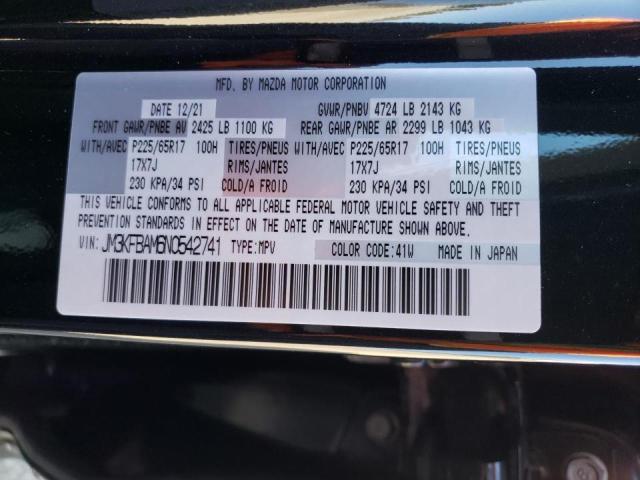 MFD. BY MAZDA MOTOR CORPORATION
DATE 12/21 GVWR/PNBV 4724 LB 2143 KG
FRONT GAWR/PNBE AV 2425 LB 1100 KG REAR GAWR/PNBE AR 2299 LB 1043 KG
WITH/AVEC P225/65R17 100H TIRES/PNEUS WITH/AVEC P225/65R17 100H TIRES/PNEUS
17X7J RIMS/JANTES 17X7J RIMS/JANTES
230 KPA/34 PSI COLD/A FROID 230 KPA/34 PSI COLD/A FROID
THIS VEHICLE CONFORMS TO ALL APPLICABLE FEDERAL MOTOR VEHICLE SAFETY AND THEFT
PREVENTION STANDARDS IN EFFECT ON THE DATE OF MANUFACTURE SHOWN ABOVE.
VIN: JM3KFBAM6N0542741 TYPE:MPV COLOR CODE:41W MADE IN JAPAN